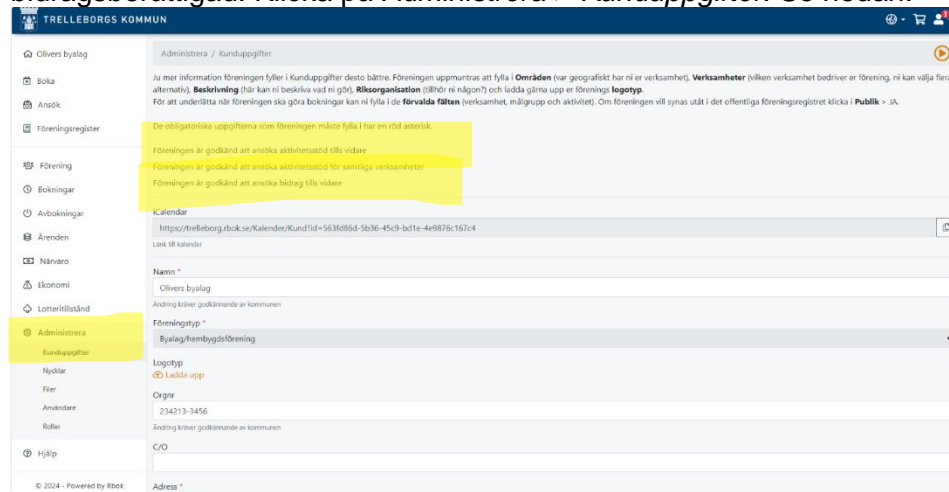 TRELLEBORGS KOMMUN
Olivers byalag
Boka
Ansök
Föreningsregister
Förening
Bokningar
Avbokningar
Ärenden
Närvaro
Ekonomi
Lotteritillstånd
Administrera
Kunduppgifter
Nycklar
Filer
Användare
Roller
Hjälp
© 2024 - Powered by Rbok
Administrera / Kunduppgifter
Ju mer information föreningen fyller i Kunduppgifter desto bättre. Föreningen uppmuntras att fylla i Områden (var geografiskt har ni er verksamhet), Verksamheter (vilken verksamhet bedriver er förening, ni kan välja flera
alternativ), Beskrivning (här kan ni beskriva vad ni gör), Riksorganisation (tillhör ni någon?) och ladda gärna upp er förenings logotyp.
För att underlätta när föreningen ska göra bokningar kan ni fylla i de förvalda fälten (verksamhet, målgrupp och aktivitet). Om föreningen vill synas utåt i det offentliga föreningsregistret klicka i Publik > JA.
De obligatoriska uppgifterna som föreningen måste fylla i har en röd asterisk.
Föreningen är godkänd att ansöka aktivitetsstöd tills vidare
Föreningen är godkänd att ansöka aktivitetsstöd för samtliga verksamheter
Föreningen är godkänd att ansöka bidrag tills vidare
iCalendar
https://trelleborg.rbok.se/Kalender/Kund?id=563fd86d-5b36-45c9-bd1e-4e9876c167c4
Länk till kalender
Namn *
Olivers byalag
Ändring kräver godkännande av kommunen
Föreningstyp *
Byalag/hembygdsförening
Logotyp
Ladda upp
Orgnr
234213-3456
Ändring kräver godkännande av kommunen
C/O
Adress *